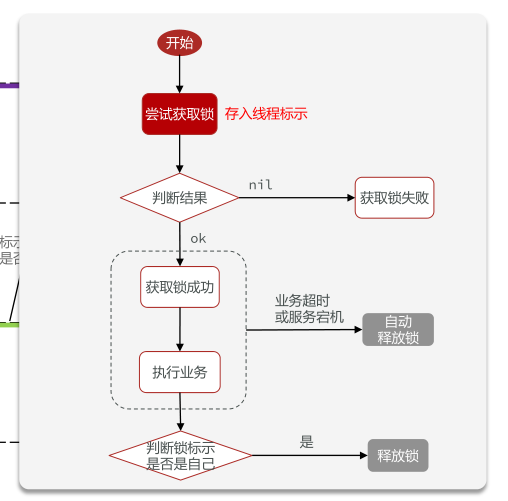 开始
尝试获取锁
存入线程标示
判断结果
nil
获取锁失败
ok
标示
是否
获取锁成功
业务超时
或服务宕机
自动
释放锁
执行业务
判断锁标示
是否是自己
是
释放锁